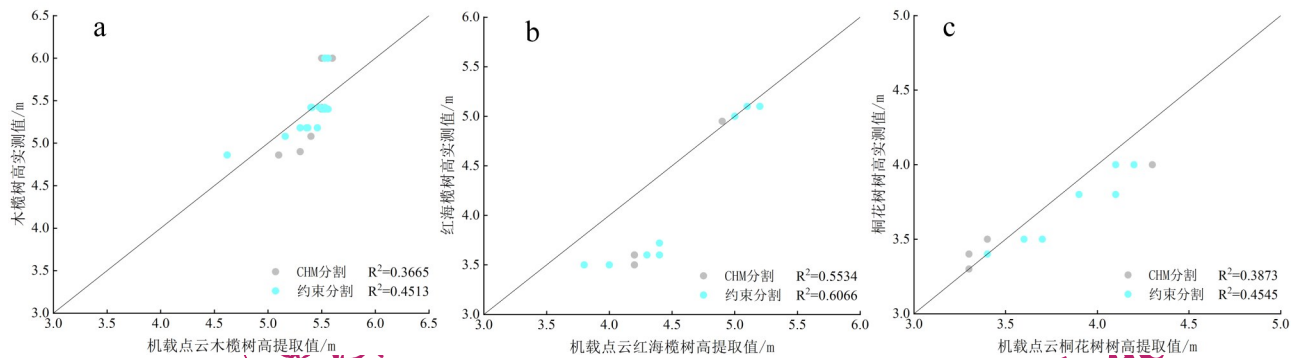 a
木榄树高实测值/m
6.5
6.0
5.5
5.0
4.5
4.0
3.5
3.0
3.0 3.5 4.0 4.5 5.0 5.5 6.0 6.5
CHM分割 R²=0.3665
约束分割 R²=0.4513
机载点云木榄树高提取值/m
b
红海榄树高实测值/m
6.0
5.5
5.0
4.5
4.0
3.5
3.0
3.0 3.5 4.0 4.5 5.0 5.5 6.0
CHM分割 R²=0.5534
约束分割 R²=0.6066
机载点云红海榄树高提取值/m
c
桐花树树高实测值/m
5.0
4.5
4.0
3.5
3.0
3.0 3.5 4.0 4.5 5.0
CHM分割 R²=0.3873
约束分割 R²=0.4545
机载点云桐花树树高提取值/m